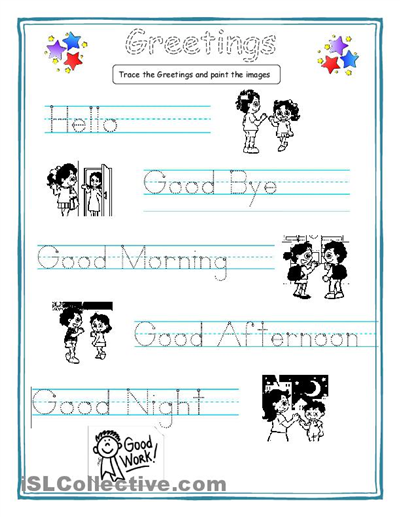 Greetings
Trace the Greetings and paint the images
Hello
Good Bye
Good Morning
Good Afternoon
Good Night
Good
Work!
iSLCollective.com